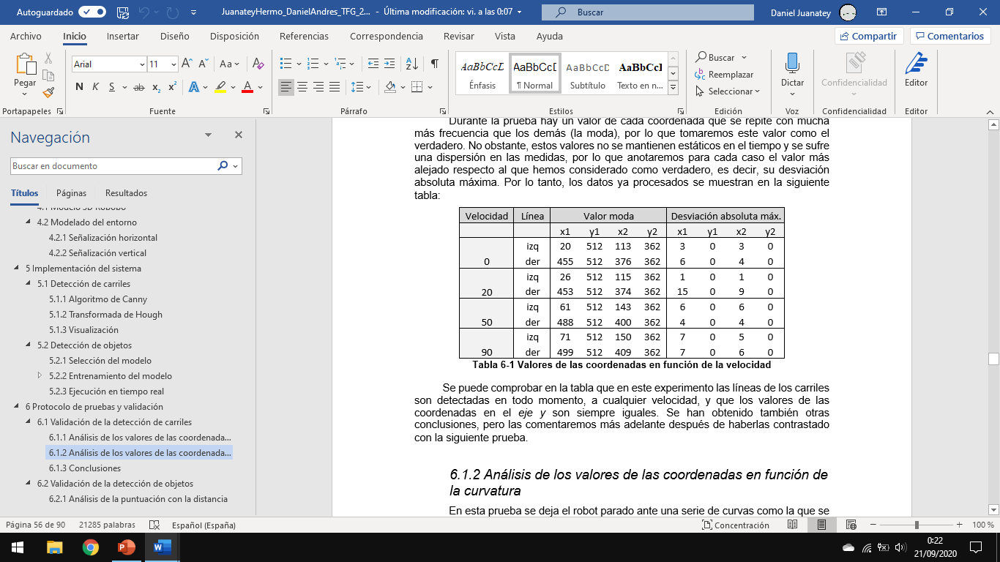 Autoguardado JuanateyHermo_DanielAndres_TFG_2... - Última modificación: vi. a las 0:07 Buscar Daniel Juanatey
Archivo Inicio Insertar Diseño Disposición Referencias Correspondencia Revisar Vista Ayuda Compartir Comentarios
Pegar
Arial 11
Aa
N K S ab x2 x2 A A
AaBbCcD AaBbCcD AaBbCcD AaBbCcI
Énfasis ¶ Normal Subtítulo Texto en n...
Buscar
Reemplazar
Seleccionar
Dictar
Confidencialidad
Editor
Portapapeles Fuente Párrafo Estilos Edición Voz Confidencialidad Editor
Navegación
Buscar en documento
Títulos Páginas Resultados
4.1 Modelo 3D Robobo
4.2 Modelado del entorno
4.2.1 Señalización horizontal
4.2.2 Señalización vertical
5 Implementación del sistema
5.1 Detección de carriles
5.1.1 Algoritmo de Canny
5.1.2 Transformada de Hough
5.1.3 Visualización
5.2 Detección de objetos
5.2.1 Selección del modelo
5.2.2 Entrenamiento del modelo
5.2.3 Ejecución en tiempo real
6 Protocolo de pruebas y validación
6.1 Validación de la detección de carriles
6.1.1 Análisis de los valores de las coordenada...
6.1.2 Análisis de los valores de las coordenada...
6.1.3 Conclusiones
6.2 Validación de la detección de objetos
6.2.1 Análisis de la puntuación con la distancia
Durante la prueba hay un valor de cada coordenada que se repite con mucha
más frecuencia que los demás (la moda), por lo que tomaremos este valor como el
verdadero. No obstante, estos valores no se mantienen estáticos en el tiempo y se sufre
una dispersión en las medidas, por lo que anotaremos para cada caso el valor más
alejado respecto al que hemos considerado como verdadero, es decir, su desviación
absoluta máxima. Por lo tanto, los datos ya procesados se muestran en la siguiente
tabla:
Velocidad Línea Valor moda Desviación absoluta máx.
x1 y1 x2 y2 x1 y1 x2 y2
izq 20 512 113 362 3 0 3 0
0 der 455 512 376 362 6 0 4 0
izq 26 512 115 362 1 0 1 0
20 der 453 512 374 362 15 0 9 0
izq 61 512 143 362 6 0 6 0
50 der 488 512 400 362 4 0 4 0
izq 71 512 150 362 7 0 5 0
90 der 499 512 409 362 7 0 6 0
Tabla 6-1 Valores de las coordenadas en función de la velocidad
Se puede comprobar en la tabla que en este experimento las líneas de los carriles
son detectadas en todo momento, a cualquier velocidad, y que los valores de las
coordenadas en el eje y son siempre iguales. Se han obtenido también otras
conclusiones, pero las comentaremos más adelante después de haberlas contrastado
con la siguiente prueba.
6.1.2 Análisis de los valores de las coordenadas en función de
la curvatura
En esta prueba se deja el robot parado ante una serie de curvas como la que se
Página 56 de 90 21285 palabras Español (España) Concentración 100 %
0:22
21/09/2020